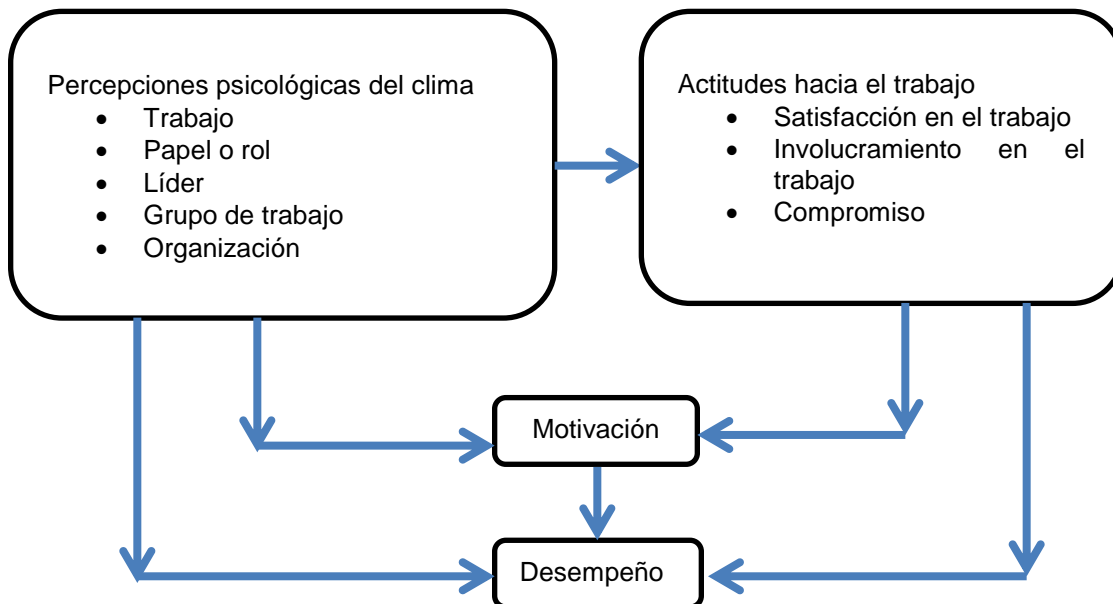 Percepciones psicológicas del clima
• Trabajo
• Papel o rol
• Líder
• Grupo de trabajo
• Organización
Actitudes hacia el trabajo
• Satisfacción en el trabajo
• Involucramiento en el
trabajo
• Compromiso
Motivación
Desempeño